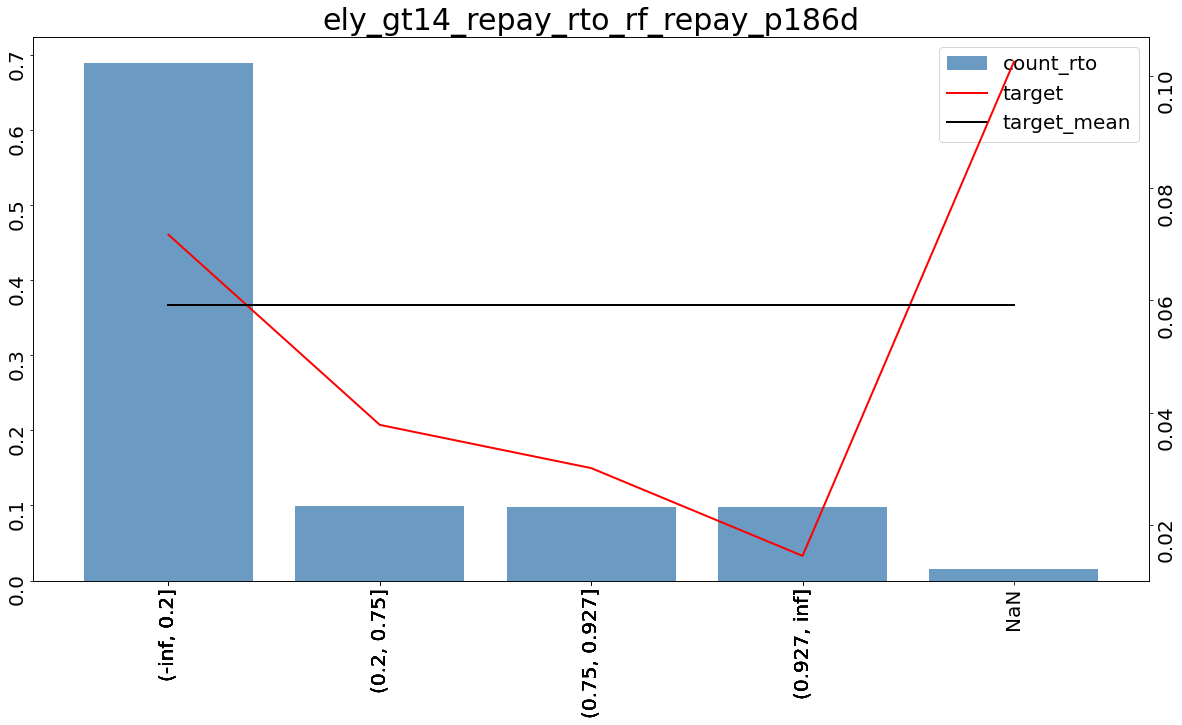 ely_gt14_repay_rto_rf_repay_p186d
count_rto
target
target_mean
0.7
0.6
0.5
0.4
0.3
0.2
0.1
0.0
0.10
0.08
0.06
0.04
0.02
(-inf, 0.2]
(0.2, 0.75]
(0.75, 0.927]
(0.927, inf]
NaN